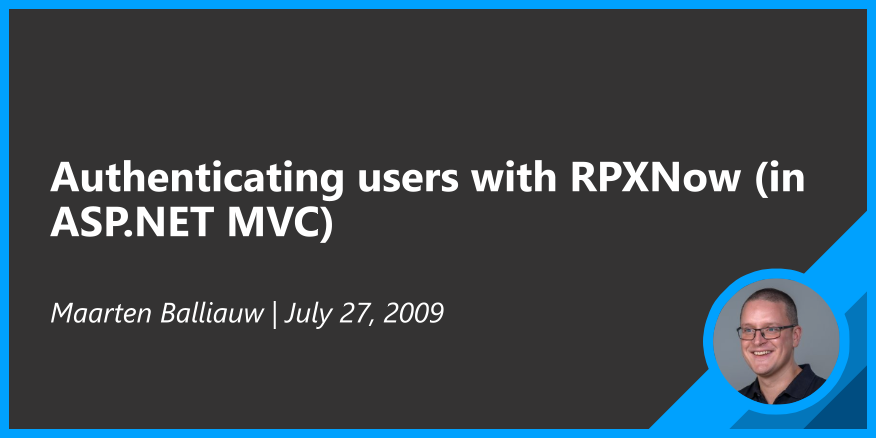 Authenticating users with RPXNow (in
ASP.NET MVC)
Maarten Balliauw | July 27, 2009